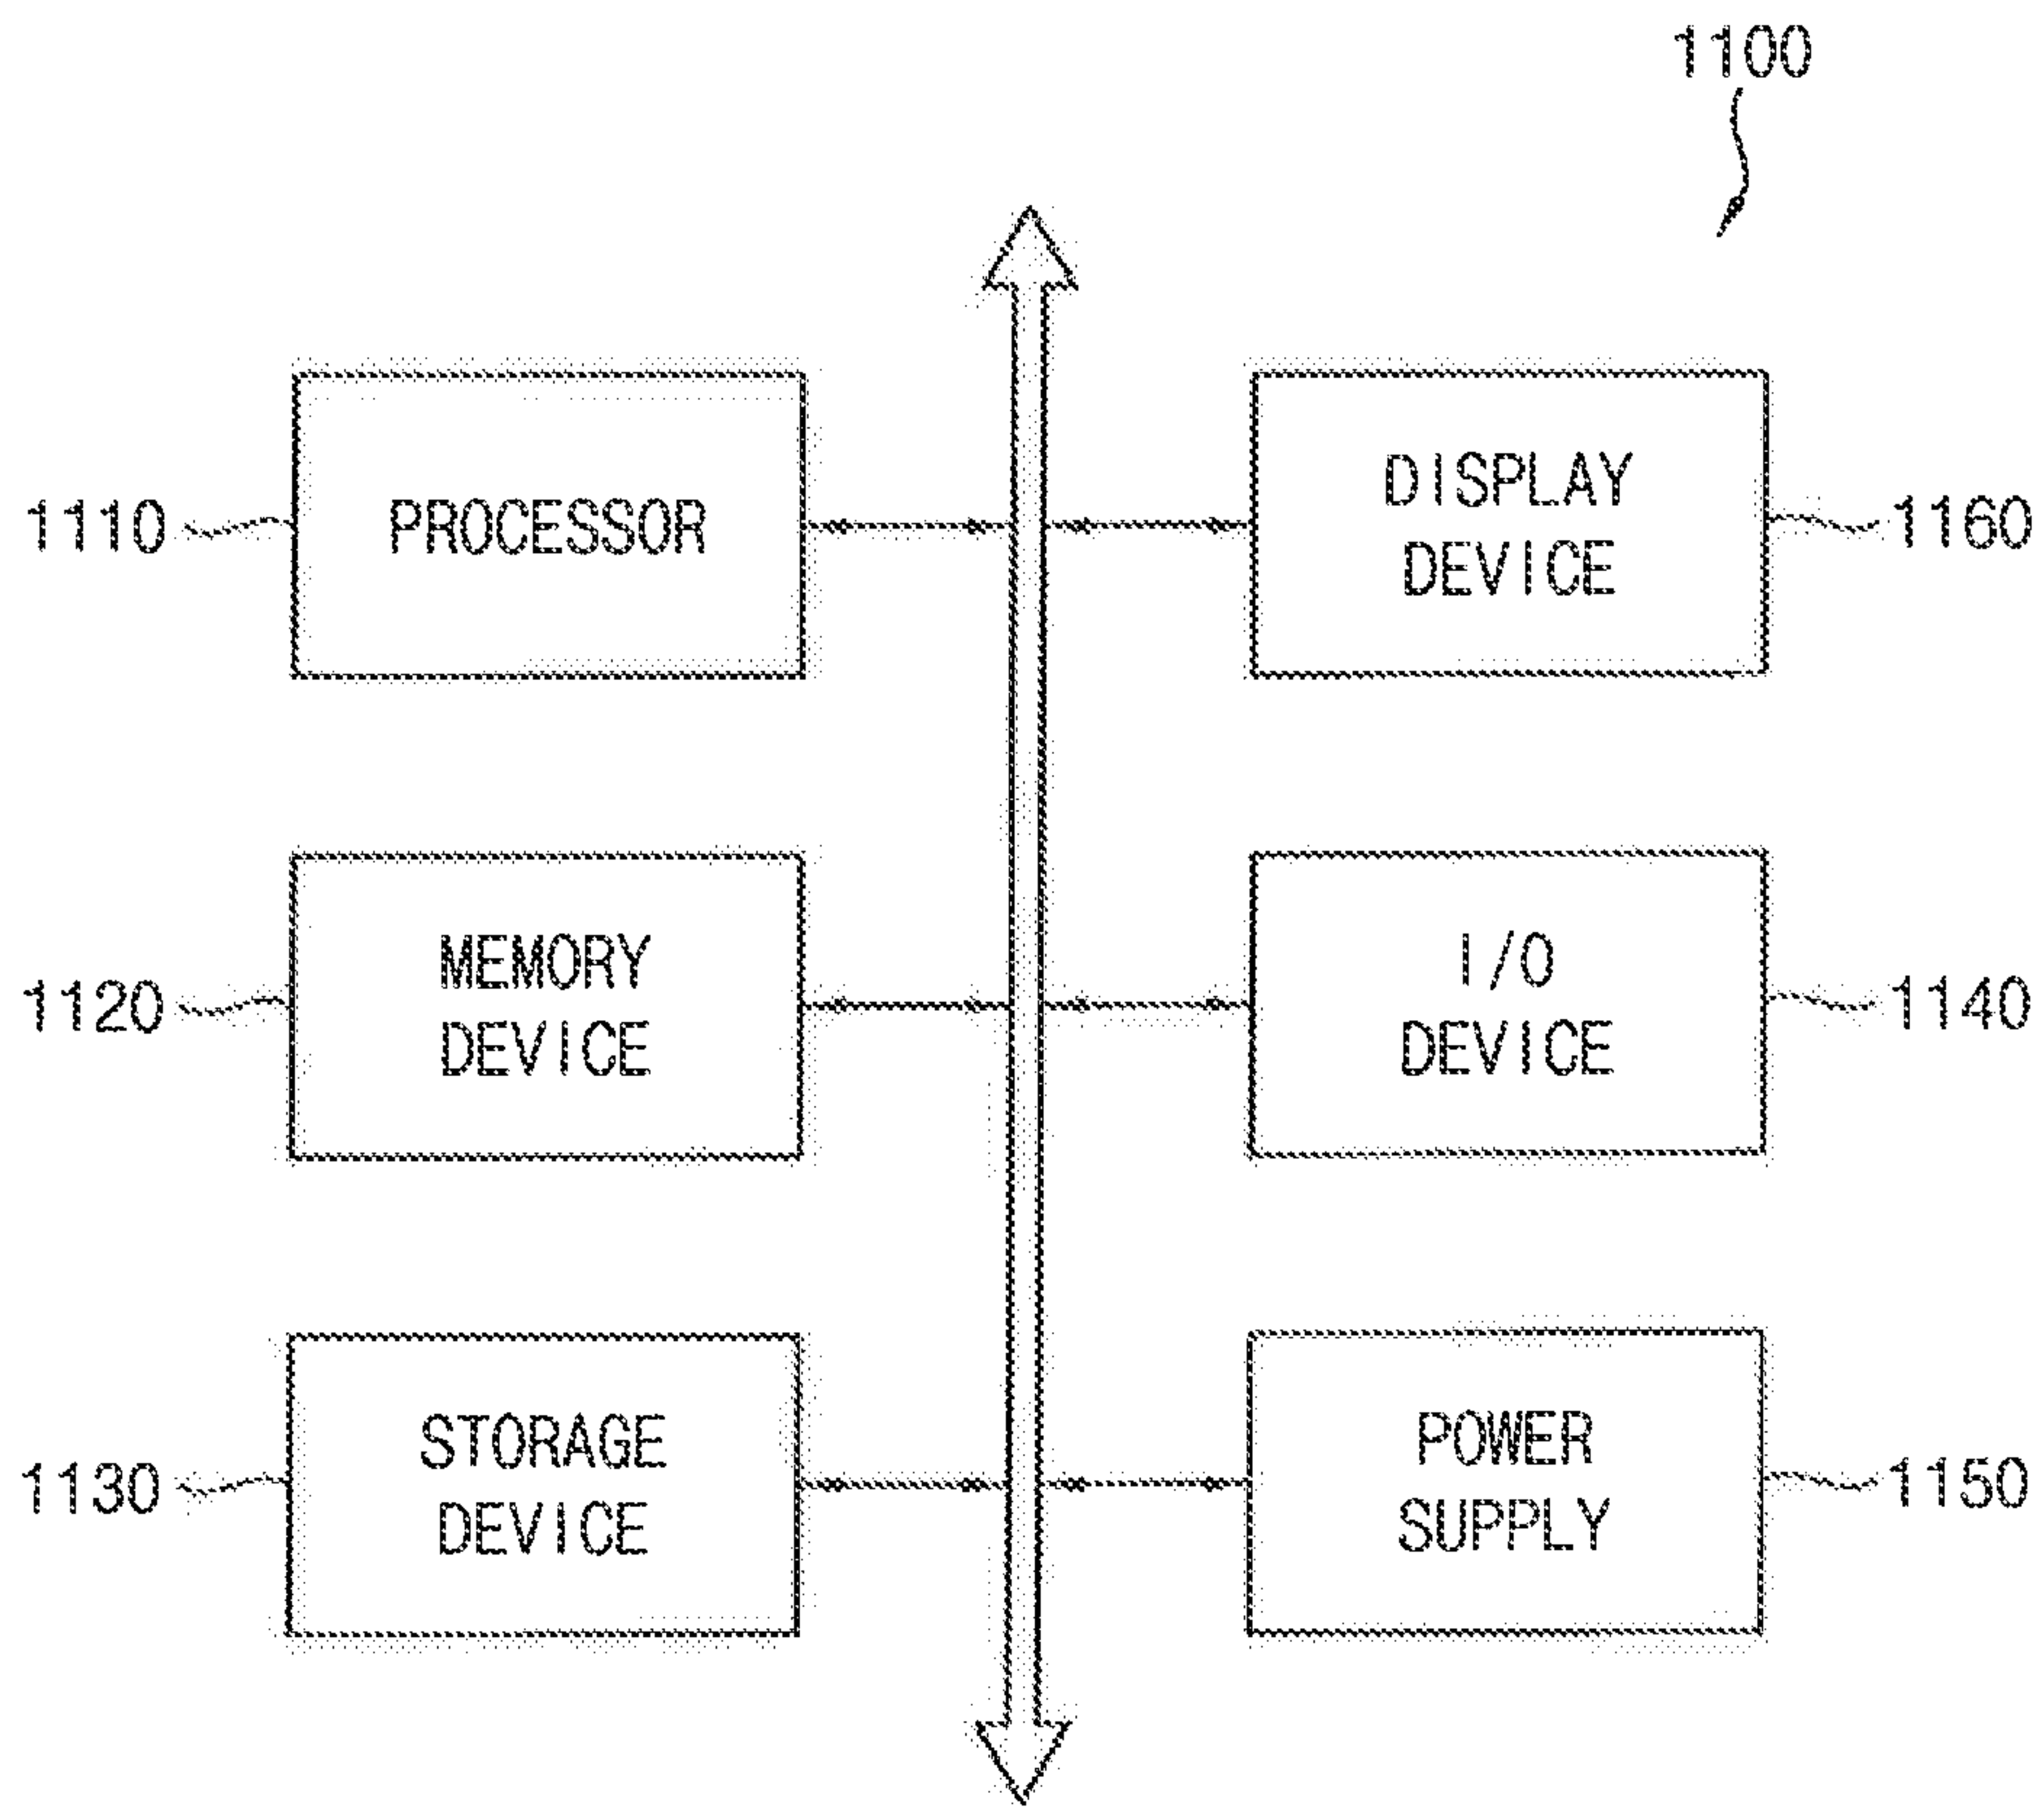 1100
1110
PROCESSOR
DISPLAY
DEVICE
1160
1120
MEMORY
DEVICE
I/O
DEVICE
1140
1130
STORAGE
DEVICE
POWER
SUPPLY
1150